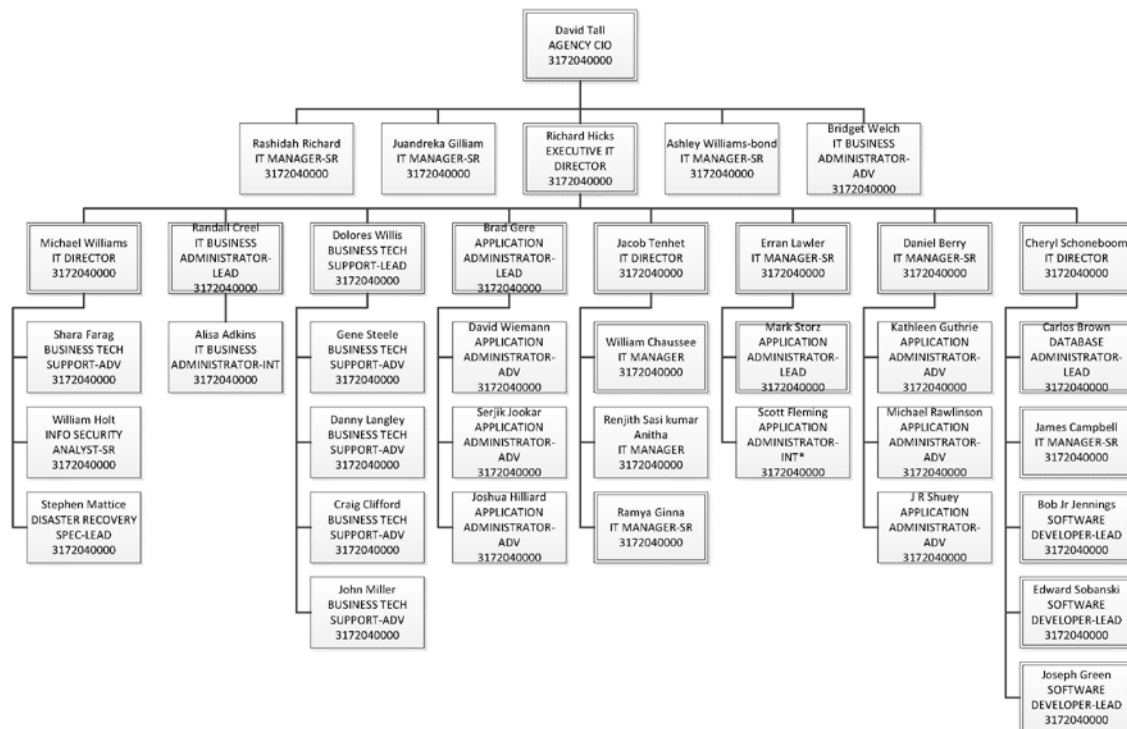 David Tall
AGENCY CIO
3172040000
Rashidah Richard
IT MANAGER-SR
3172040000
Juandreka Gilliam
IT MANAGER-SR
3172040000
Richard Hicks
EXECUTIVE IT
DIRECTOR
3172040000
Ashley Williams-bond
IT MANAGER-SR
3172040000
Bridget Welch
IT BUSINESS
ADMINISTRATOR-
ADV
3172040000
Michael Williams
IT DIRECTOR
3172040000
Randall Creel
IT BUSINESS
ADMINISTRATOR-
LEAD
3172040000
Dolores Willis
BUSINESS TECH
SUPPORT-LEAD
3172040000
Brad Gere
APPLICATION
ADMINISTRATOR-
LEAD
3172040000
Jacob Tenhet
IT DIRECTOR
3172040000
Erran Lawler
IT MANAGER-SR
3172040000
Daniel Berry
IT MANAGER-SR
3172040000
Cheryl Schoneboom
IT DIRECTOR
3172040000
Shara Farag
BUSINESS TECH
SUPPORT-ADV
3172040000
William Holt
INFO SECURITY
ANALYST-SR
3172040000
Stephen Mattice
DISASTER RECOVERY
SPEC-LEAD
3172040000
Alisa Adkins
IT BUSINESS
ADMINISTRATOR-INT
3172040000
Gene Steele
BUSINESS TECH
SUPPORT-ADV
3172040000
Danny Langley
BUSINESS TECH
SUPPORT-ADV
3172040000
Craig Clifford
BUSINESS TECH
SUPPORT-ADV
3172040000
John Miller
BUSINESS TECH
SUPPORT-ADV
3172040000
David Wiemann
APPLICATION
ADMINISTRATOR-
ADV
3172040000
Serjik Jookar
APPLICATION
ADMINISTRATOR-
ADV
3172040000
Joshua Hilliard
APPLICATION
ADMINISTRATOR-
ADV
3172040000
William Chaussee
IT MANAGER
3172040000
Renjith Sasi kumar
Anitha
IT MANAGER
3172040000
Ramya Ginna
IT MANAGER-SR
3172040000
Mark Storz
APPLICATION
ADMINISTRATOR-
LEAD
3172040000
Scott Fleming
APPLICATION
ADMINISTRATOR-
INT*
3172040000
Kathleen Guthrie
APPLICATION
ADMINISTRATOR-
ADV
3172040000
Michael Rawlinson
APPLICATION
ADMINISTRATOR-
ADV
3172040000
J R Shuey
APPLICATION
ADMINISTRATOR-
ADV
3172040000
Carlos Brown
DATABASE
ADMINISTRATOR-
LEAD
3172040000
James Campbell
IT MANAGER-SR
3172040000
Bob Jr Jennings
SOFTWARE
DEVELOPER-LEAD
3172040000
Edward Sobanski
SOFTWARE
DEVELOPER-LEAD
3172040000
Joseph Green
SOFTWARE
DEVELOPER-LEAD
3172040000